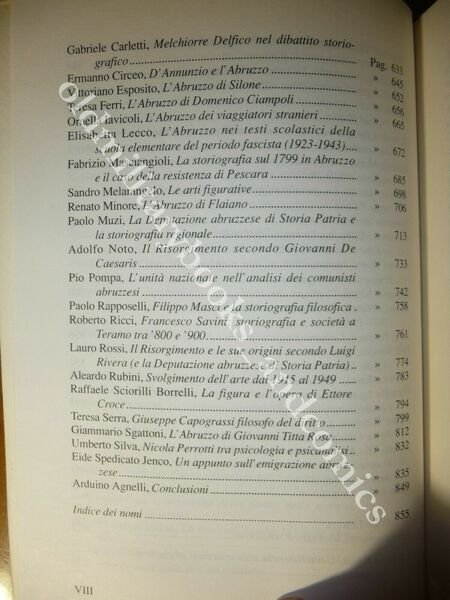 Gabriele Carletti, Melchiorre Delfico nel dibattito storio-
grafico ........ Pag. 633
Ermanno Circeo, D'Annunzio e l'Abruzzo ........ » 645
Vittoriano Esposito, L'Abruzzo di Silone ........ » 652
Teresa Ferri, L'Abruzzo di Domenico Ciampoli ........ » 656
Ornella Iavicoli, L'Abruzzo dei viaggiatori stranieri ........ » 665
Elisabetta Lecco, L'Abruzzo nei testi scolastici della
scuola elementare del periodo fascista (1923-1943) ........ » 672
Fabrizio Masciangioli, La storiografia sul 1799 in Abruzzo
e il caso della resistenza di Pescara ........ » 685
Sandro Melarangelo, Le arti figurative ........ » 698
Renato Minore, L'Abruzzo di Flaiano ........ » 706
Paolo Muzi, La Deputazione abruzzese di Storia Patria e
la storiografia regionale ........ » 713
Adolfo Noto, Il Risorgimento secondo Giovanni De
Caesaris ........ » 733
Pio Pompa, L'unità nazionale nell'analisi dei comunisti
abruzzesi ........ » 742
Paolo Rapposelli, Filippo Masci e la storiografia filosofica . » 758
Roberto Ricci, Francesco Savini, storiografia e società a
Teramo tra '800 e '900. ........ » 761
Lauro Rossi, Il Risorgimento e le sue origini secondo Luigi
Rivera (e la Deputazione abruzzese di Storia Patria) .. » 774
Aleardo Rubini, Svolgimento dell'arte dal 1915 al 1949 .... » 783
Raffaele Sciorilli Borrelli, La figura e l'opera di Ettore
Croce ........ » 794
Teresa Serra, Giuseppe Capograssi filosofo del diritto ........ » 799
Giammario Sgattoni, L'Abruzzo di Giovanni Titta Rosa ........ » 812
Umberto Silva, Nicola Perrotti tra psicologia e psicanalisi .. » 832
Eide Spedicato Jenco, Un appunto sull'emigrazione abruz-
zese ........ » 835
Arduino Agnelli, Conclusioni ........ » 849
Indice dei nomi ........ » 855
VIII